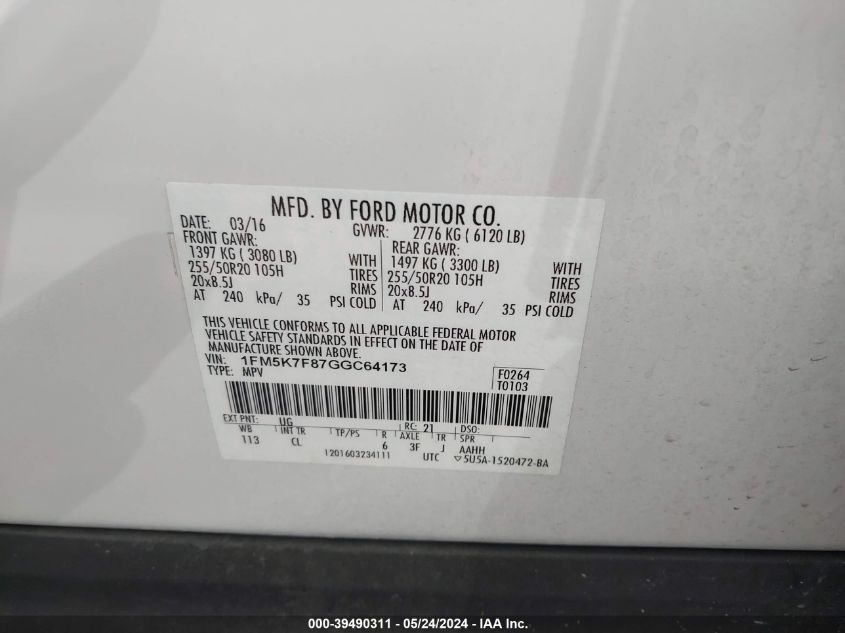 MFD. BY FORD MOTOR CO.
DATE: 03/16 GVWR: 2776 KG ( 6120 LB)
FRONT GAWR: REAR GAWR:
1397 KG ( 3080 LB) WITH 1497 KG ( 3300 LB) WITH
255/50R20 105H TIRES 255/50R20 105H TIRES
20x8.5J RIMS 20x8.5J RIMS
AT 240 kPa/ 35 PSI COLD AT 240 kPa/ 35 PSI COLD
THIS VEHICLE CONFORMS TO ALL APPLICABLE FEDERAL MOTOR
VEHICLE SAFETY STANDARDS IN EFFECT ON THE DATE OF
MANUFACTURE SHOWN ABOVE.
VIN: 1FM5K7F87GGC64173 F0264
TYPE: MPV T0103
EXT PNT: UG RC: 21 DSO:
WB INT TR TP/PS R AXLE TR SPR
113 CL 6 3F J AAHH
1201603234111 UTC ▽5U5A-1520472-BA
000-39490311 - 05/24/2024 - IAA Inc.